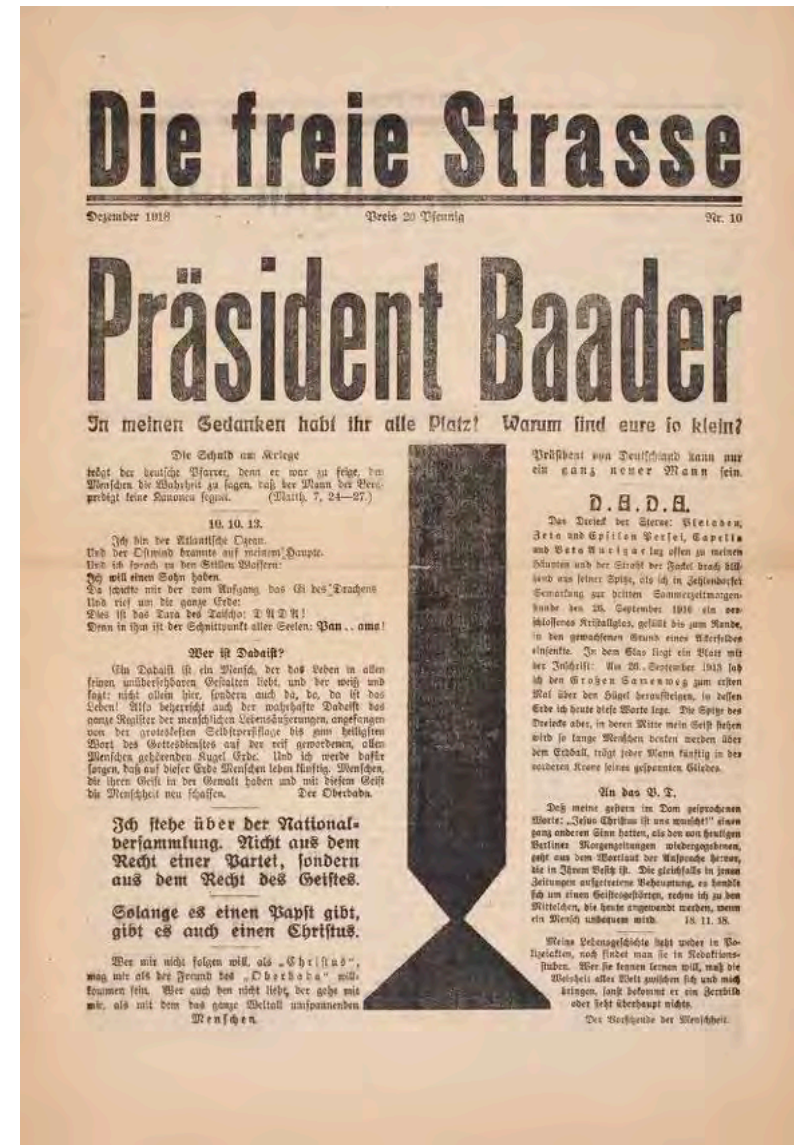 Die freie Strasse
Dezember 1918 Preis 20 Pfennig Nr. 10
Präsident Baader
In meinen Gedanken habt ihr alle Platz! Warum sind eure so klein?
Die Schuld am Kriege
trägt der deutsche Pfarrer, denn er war zu feige, den
Menschen die Wahrheit zu sagen, daß der Mann der Berg-
predigt keine Kanonen segnet. (Matth. 7, 24—27.)
10. 10. 13.
Ich bin der Atlantische Ozean.
Und der Ostwind brannte auf meinem Haupte.
Und ich sprach zu den Stillen Wassern:
Ich will einen Sohn haben.
Da schickte mir der vom Aufgang das Ei des Drachens
Und rief um die ganze Erde:
Dies ist das Tara des Taischo: DADA!
Denn in ihm ist der Schnittpunkt aller Seelen: Pan . . ama!
Wer ist Dadaist?
Ein Dadaist ist ein Mensch, der das Leben in allen
seinen unübersehbaren Gestalten liebt, und der weiß und
sagt: nicht allein hier, sondern auch da, da, da ist das
Leben! Also beherrscht auch der wahrhafte Dadaist das
ganze Register der menschlichen Lebensäußerungen, angefangen
von der grotesksten Selbstpersiflage bis zum heiligsten
Wort des Gottesdienstes auf der reif gewordenen, allen
Menschen gehörenden Kugel Erde. Und ich werde dafür
sorgen, daß auf dieser Erde Menschen leben künftig. Menschen,
die ihren Geist in der Gewalt haben und mit diesem Geist
die Menschheit neu schaffen. Der Oberdada.
Ich stehe über der National-
versammlung. Nicht aus dem
Recht einer Partei, sondern
aus dem Recht des Geistes.
Solange es einen Papst gibt,
gibt es auch einen Christus.
Wer mir nicht folgen will, als „Christus“,
mag mir als der Freund des „Oberdada“ will-
kommen sein. Wer auch den nicht liebt, der gehe mit
mir, als mit dem das ganze Weltall umspannenden
Menschen.
Präsident von Deutschland kann nur
ein ganz neuer Mann sein.
D.A.D.A.
Das Dreieck der Sterne: Plejaden,
Zeta und Epsilon Persei, Capella
und Beta Aurigae lag offen zu meinen
Häupten und der Strahl der Fackel brach blü-
hend aus seiner Spitze, als ich in Zehlendorfer
Gemarkung zur dritten Sommerzeitmorgen-
stunde des 26. September 1916 ein ver-
schlossenes Kristallglas, gefüllt bis zum Rande,
in den gewachsenen Grund eines Ackerfeldes
einsenkte. In dem Glas liegt ein Blatt mit
der Inschrift: Am 26. September 1913 sah
ich den Großen Samenweg zum ersten
Mal über den Hügel heraufsteigen, in dessen
Erde ich heute diese Worte lege. Die Spitze des
Dreiecks aber, in deren Mitte mein Geist stehen
wird so lange Menschen denken werden über
dem Erdball, trägt jeder Mann künftig in der
vorderen Krone seines gespannten Gliedes.
An das B. T.
Daß meine gestern im Dom gesprochenen
Worte: „Jesus Christus ist uns wurscht!“ einen
ganz anderen Sinn hatten, als den von heutigen
Berliner Morgenzeitungen wiedergegebenen,
geht aus dem Wortlaut der Ansprache hervor,
die in Ihrem Besitz ist. Die gleichfalls in jenen
Zeitungen aufgetretene Behauptung, es handle
sich um einen Geistesgestörten, rechne ich zu den
Mittelchen, die heute angewandt werden, wenn
ein Mensch unbequem wird. 18. 11. 18.
Meine Lebensgeschichte steht weder in Po-
lizeiakten, noch findet man sie in Redaktions-
stuben. Wer sie kennen lernen will, muß die
Weisheit aller Welt zwischen sich und mich
bringen, sonst bekommt er ein Zerrbild
oder sieht überhaupt nichts.
Der Vorsitzende der Menschheit.